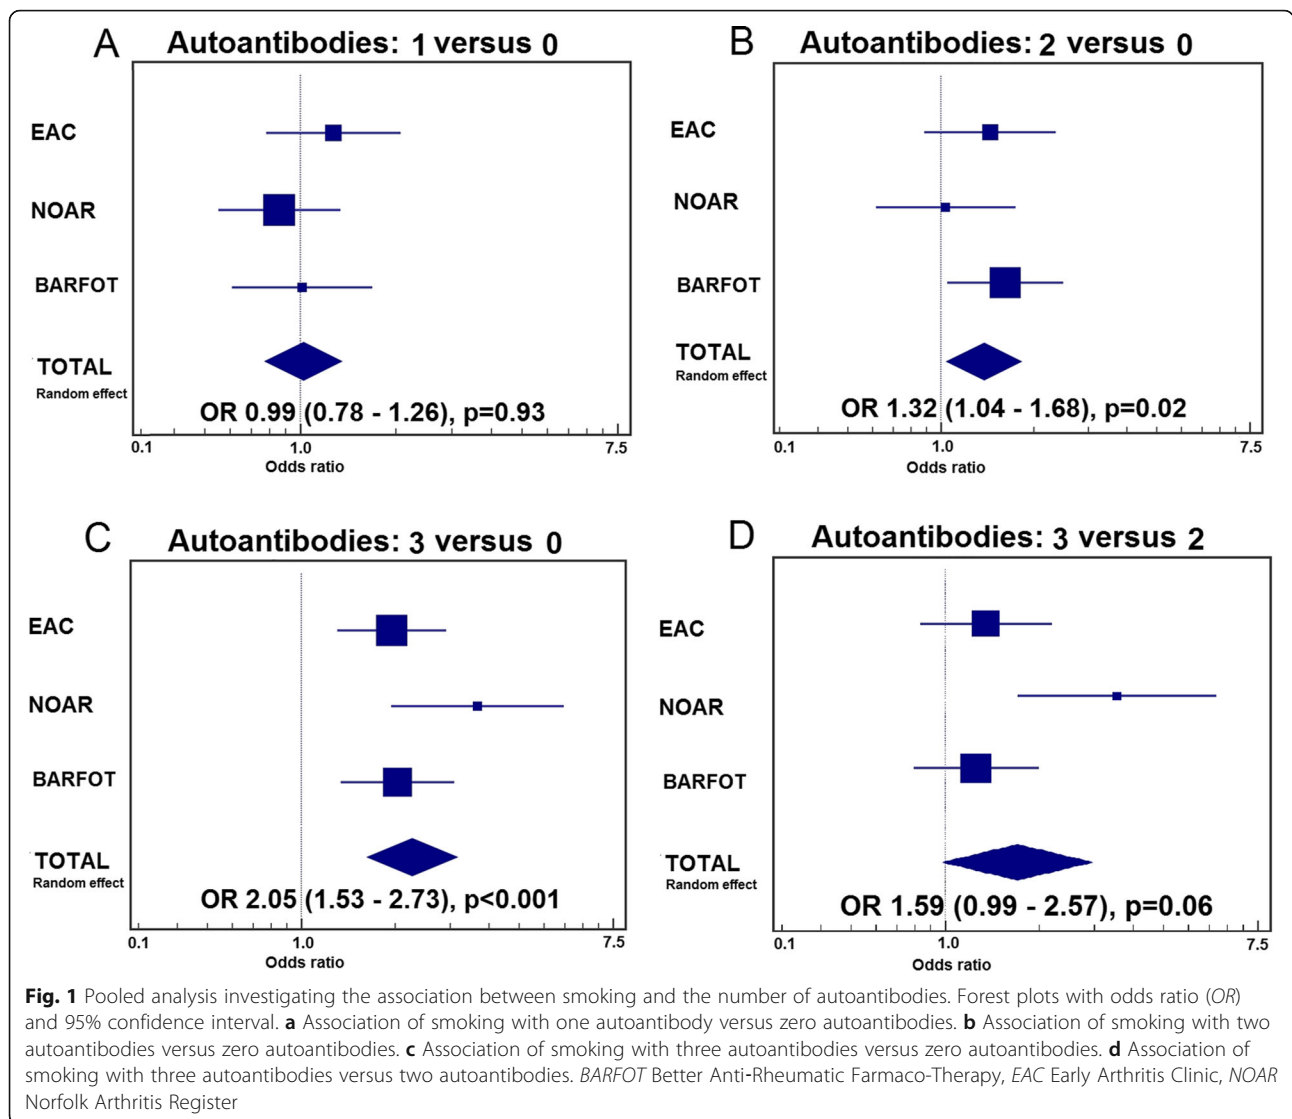 A
Autoantibodies: 1 versus 0
EAC
NOAR
BARFOT
TOTAL
Random effect
OR 0.99 (0.78 - 1.26), p=0.93
0.1 1.0 7.5
Odds ratio
B
Autoantibodies: 2 versus 0
EAC
NOAR
BARFOT
TOTAL
Random effect
OR 1.32 (1.04 - 1.68), p=0.02
0.1 1.0 7.5
Odds ratio
C
Autoantibodies: 3 versus 0
EAC
NOAR
BARFOT
TOTAL
Random effect
OR 2.05 (1.53 - 2.73), p<0.001
0.1 1.0 7.5
Odds ratio
D
Autoantibodies: 3 versus 2
EAC
NOAR
BARFOT
TOTAL
Random effect
OR 1.59 (0.99 - 2.57), p=0.06
0.1 1.0 7.5
Odds ratio
Fig. 1 Pooled analysis investigating the association between smoking and the number of autoantibodies. Forest plots with odds ratio (OR)
and 95% confidence interval. a Association of smoking with one autoantibody versus zero autoantibodies. b Association of smoking with two
autoantibodies versus zero autoantibodies. c Association of smoking with three autoantibodies versus zero autoantibodies. d Association of
smoking with three autoantibodies versus two autoantibodies. BARFOT Better Anti-Rheumatic Farmaco-Therapy, EAC Early Arthritis Clinic, NOAR
Norfolk Arthritis Register